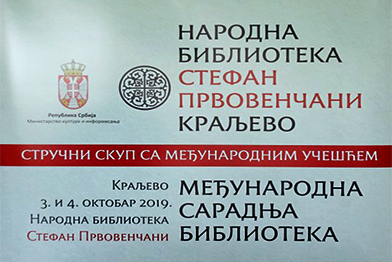 НАРОДНА
БИБЛИОТЕКА
СТЕФАН
ПРВОВЕНЧАНИ
КРАЉЕВО
Република Србија
Министарство културе и информисања
СТРУЧНИ СКУП СА МЕЂУНАРОДНИМ УЧЕШЋЕМ
КРАЉЕВО
3. И 4. ОКТОБАР 2019.
НАРОДНА БИБЛИОТЕКА
СТЕФАН ПРВОВЕНЧАНИ
МЕЂУНАРОДНА
САРАДЊА
БИБЛИОТЕКА